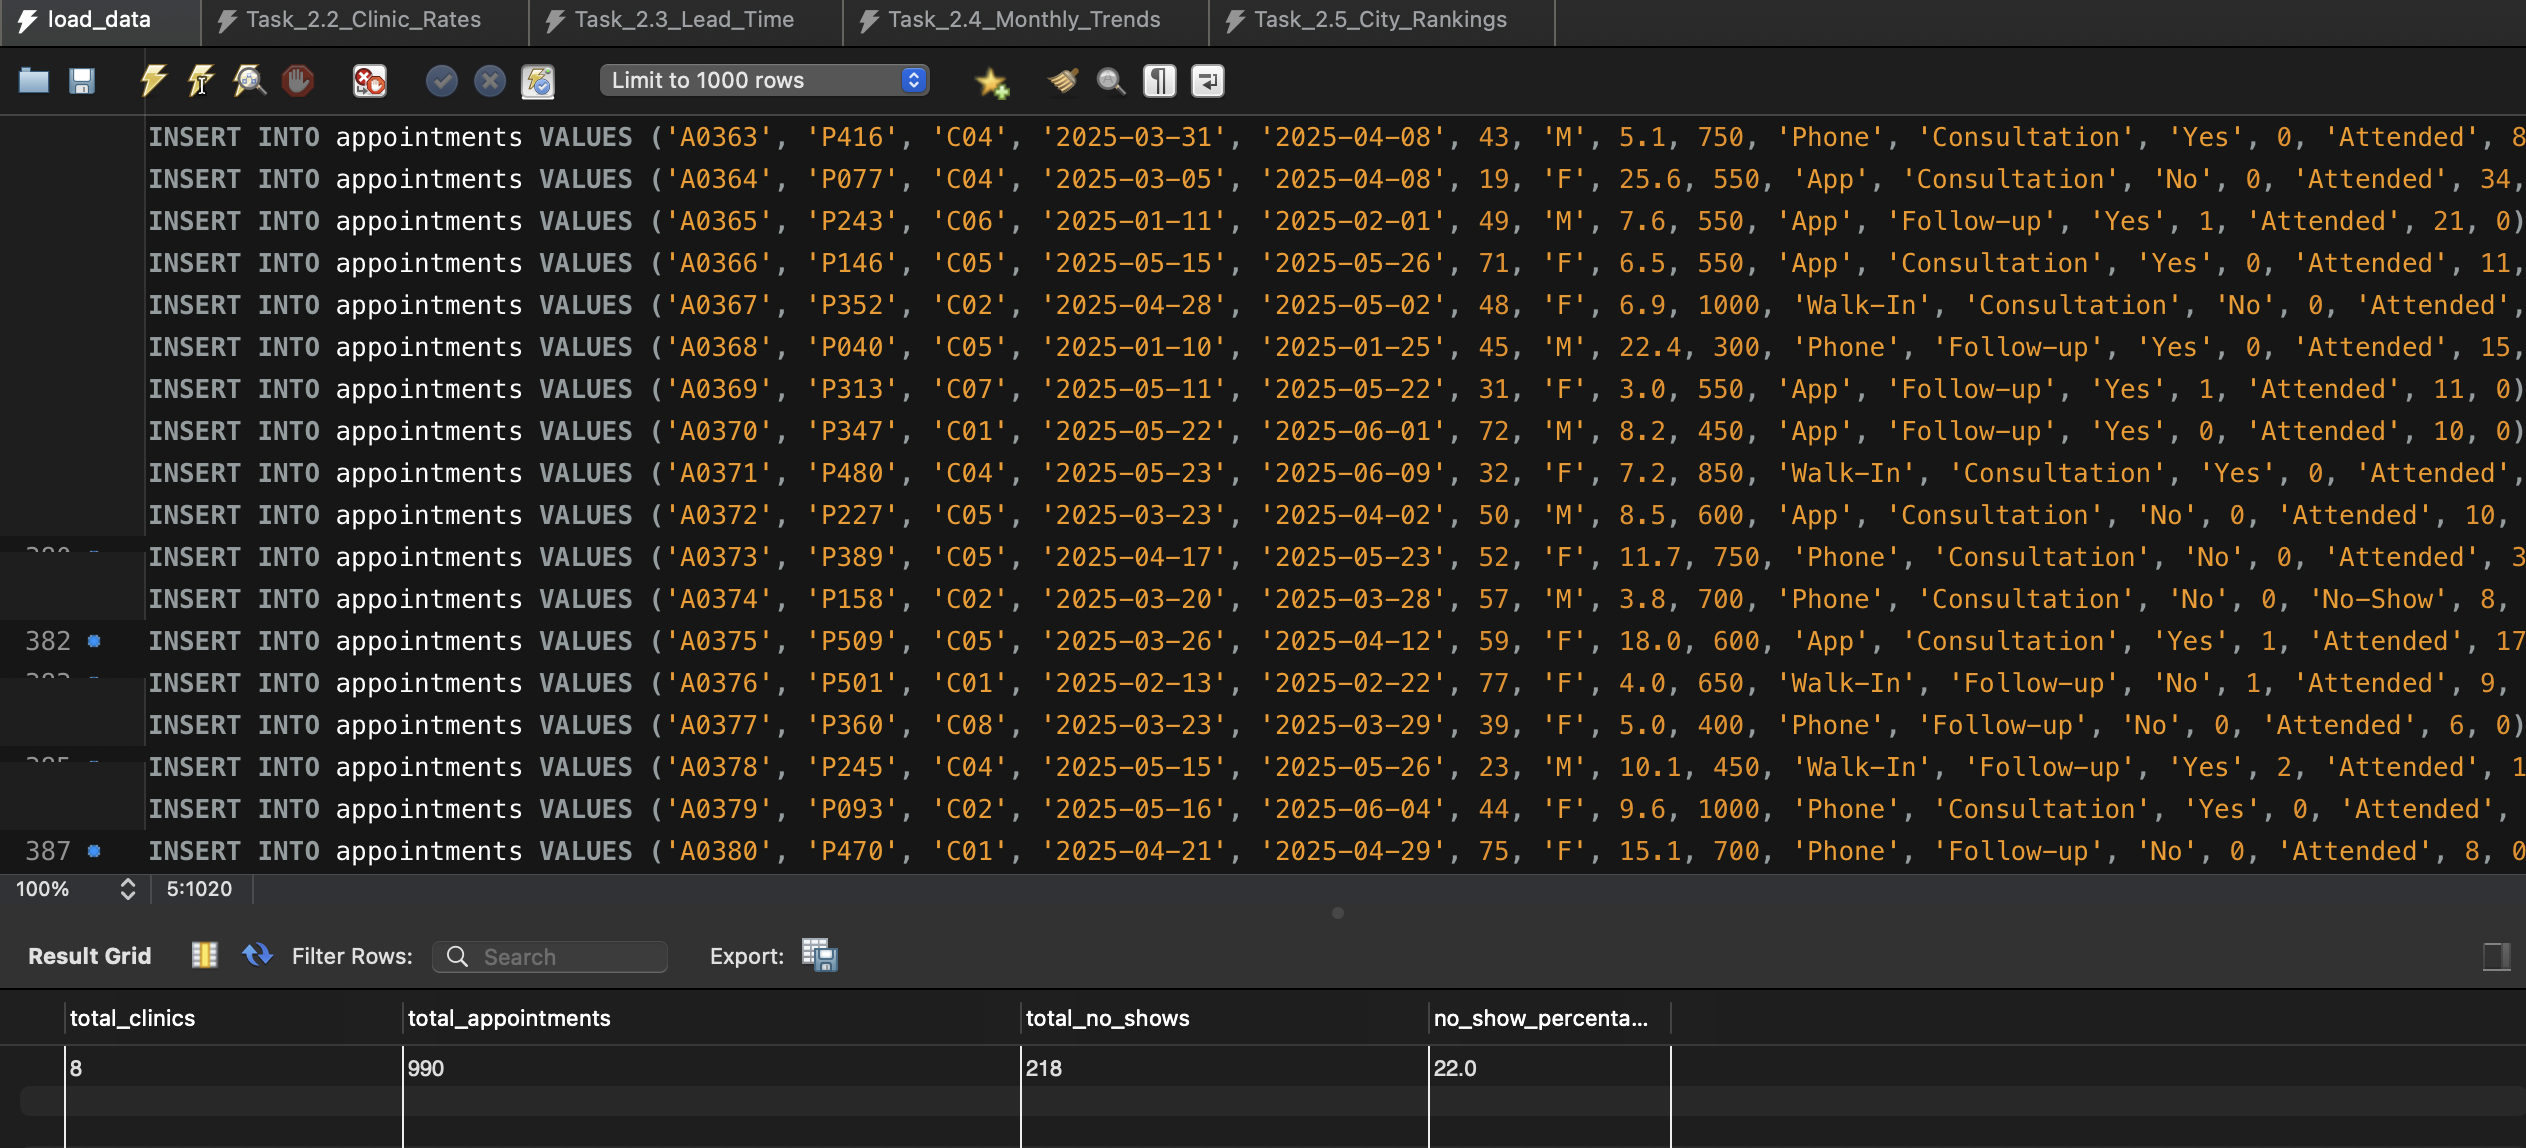 load_data Task_2.2_Clinic_Rates Task_2.3_Lead_Time Task_2.4_Monthly_Trends Task_2.5_City_Rankings
Limit to 1000 rows
INSERT INTO appointments VALUES ('A0363', 'P416', 'C04', '2025-03-31', '2025-04-08', 43, 'M', 5.1, 750, 'Phone', 'Consultation', 'Yes', 0, 'Attended', 8
INSERT INTO appointments VALUES ('A0364', 'P077', 'C04', '2025-03-05', '2025-04-08', 19, 'F', 25.6, 550, 'App', 'Consultation', 'No', 0, 'Attended', 34,
INSERT INTO appointments VALUES ('A0365', 'P243', 'C06', '2025-01-11', '2025-02-01', 49, 'M', 7.6, 550, 'App', 'Follow-up', 'Yes', 1, 'Attended', 21, 0)
INSERT INTO appointments VALUES ('A0366', 'P146', 'C05', '2025-05-15', '2025-05-26', 71, 'F', 6.5, 550, 'App', 'Consultation', 'Yes', 0, 'Attended', 11,
INSERT INTO appointments VALUES ('A0367', 'P352', 'C02', '2025-04-28', '2025-05-02', 48, 'F', 6.9, 1000, 'Walk-In', 'Consultation', 'No', 0, 'Attended',
INSERT INTO appointments VALUES ('A0368', 'P040', 'C05', '2025-01-10', '2025-01-25', 45, 'M', 22.4, 300, 'Phone', 'Follow-up', 'Yes', 0, 'Attended', 15,
INSERT INTO appointments VALUES ('A0369', 'P313', 'C07', '2025-05-11', '2025-05-22', 31, 'F', 3.0, 550, 'App', 'Follow-up', 'Yes', 1, 'Attended', 11, 0)
INSERT INTO appointments VALUES ('A0370', 'P347', 'C01', '2025-05-22', '2025-06-01', 72, 'M', 8.2, 450, 'App', 'Follow-up', 'Yes', 0, 'Attended', 10, 0)
INSERT INTO appointments VALUES ('A0371', 'P480', 'C04', '2025-05-23', '2025-06-09', 32, 'F', 7.2, 850, 'Walk-In', 'Consultation', 'Yes', 0, 'Attended',
INSERT INTO appointments VALUES ('A0372', 'P227', 'C05', '2025-03-23', '2025-04-02', 50, 'M', 8.5, 600, 'App', 'Consultation', 'No', 0, 'Attended', 10,
INSERT INTO appointments VALUES ('A0373', 'P389', 'C05', '2025-04-17', '2025-05-23', 52, 'F', 11.7, 750, 'Phone', 'Consultation', 'No', 0, 'Attended', 3
INSERT INTO appointments VALUES ('A0374', 'P158', 'C02', '2025-03-20', '2025-03-28', 57, 'M', 3.8, 700, 'Phone', 'Consultation', 'No', 0, 'No-Show', 8,
382 INSERT INTO appointments VALUES ('A0375', 'P509', 'C05', '2025-03-26', '2025-04-12', 59, 'F', 18.0, 600, 'App', 'Consultation', 'Yes', 1, 'Attended', 17
INSERT INTO appointments VALUES ('A0376', 'P501', 'C01', '2025-02-13', '2025-02-22', 77, 'F', 4.0, 650, 'Walk-In', 'Follow-up', 'No', 1, 'Attended', 9,
INSERT INTO appointments VALUES ('A0377', 'P360', 'C08', '2025-03-23', '2025-03-29', 39, 'F', 5.0, 400, 'Phone', 'Follow-up', 'No', 0, 'Attended', 6, 0)
INSERT INTO appointments VALUES ('A0378', 'P245', 'C04', '2025-05-15', '2025-05-26', 23, 'M', 10.1, 450, 'Walk-In', 'Follow-up', 'Yes', 2, 'Attended', 1
INSERT INTO appointments VALUES ('A0379', 'P093', 'C02', '2025-05-16', '2025-06-04', 44, 'F', 9.6, 1000, 'Phone', 'Consultation', 'Yes', 0, 'Attended',
387 INSERT INTO appointments VALUES ('A0380', 'P470', 'C01', '2025-04-21', '2025-04-29', 75, 'F', 15.1, 700, 'Phone', 'Follow-up', 'No', 0, 'Attended', 8, 0
100% 5:1020
Result Grid Filter Rows: Search Export:
total_clinics total_appointments total_no_shows no_show_percenta...
8 990 218 22.0